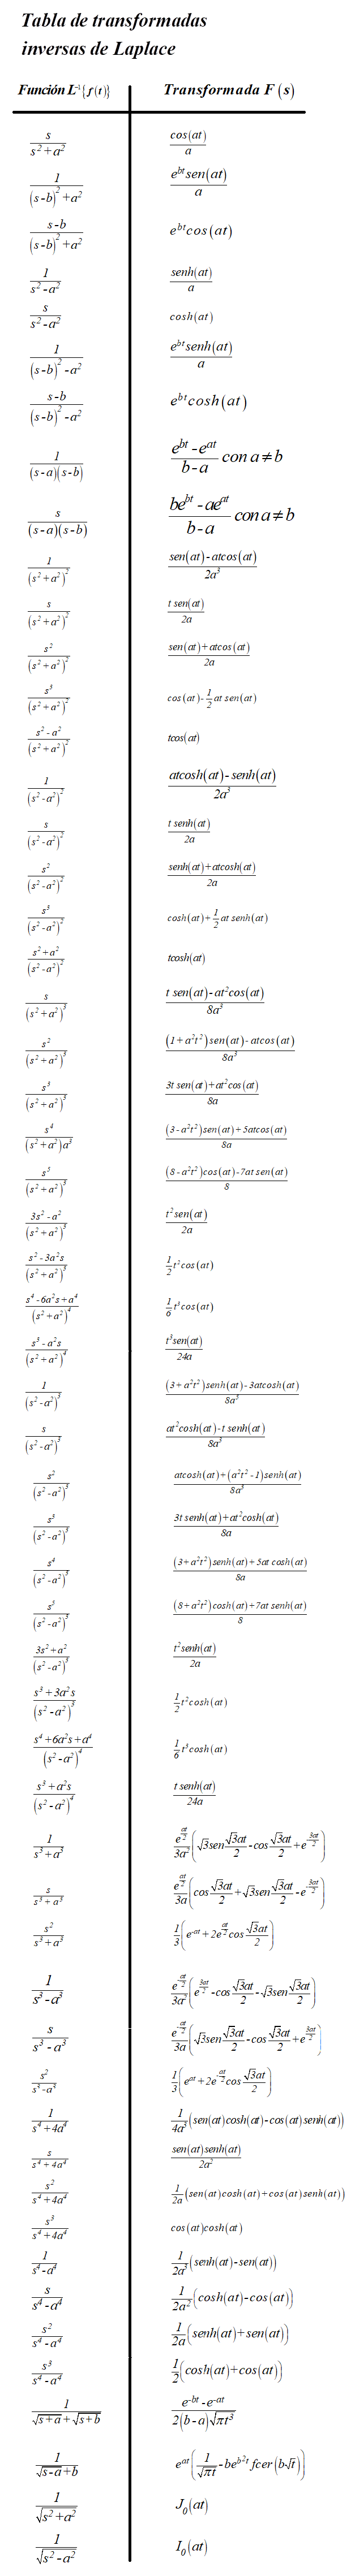 Tabla de transformadas
inversas de Laplace
Función L⁻¹{f(t)} Transformada F(s)
s/(s²+a²) cos(at)/a
1/((s-b)²+a²) e^(bt)sen(at)/a
(s-b)/((s-b)²+a²) e^(bt)cos(at)
1/(s²-a²) senh(at)/a
s/(s²-a²) cosh(at)
1/((s-b)²-a²) e^(bt)senh(at)/a
(s-b)/((s-b)²-a²) e^(bt)cosh(at)
1/((s-a)(s-b)) (e^(bt)-e^(at))/(b-a) con a≠b
s/((s-a)(s-b)) (be^(bt)-ae^(at))/(b-a) con a≠b
1/(s²+a²)² (sen(at)-atcos(at))/(2a³)
s/(s²+a²)² t sen(at)/(2a)
s²/(s²+a²)² (sen(at)+atcos(at))/(2a)
s³/(s²+a²)² cos(at)-1/2 at sen(at)
(s²-a²)/(s²+a²)² tcos(at)
1/(s²-a²)² (atcosh(at)-senh(at))/(2a³)
s/(s²-a²)² t senh(at)/(2a)
s²/(s²-a²)² (senh(at)+atcosh(at))/(2a)
s³/(s²-a²)² cosh(at)+1/2 at senh(at)
(s²+a²)/(s²-a²)² tcosh(at)
s/(s²+a²)³ (t sen(at)-at²cos(at))/(8a³)
s²/(s²+a²)³ ((1+a²t²)sen(at)-atcos(at))/(8a³)
s³/(s²+a²)³ (3t sen(at)+at²cos(at))/(8a)
s⁴/((s²+a²)a³) ((3-a²t²)sen(at)+5atcos(at))/(8a)
s⁵/(s²+a²)³ ((8-a²t²)cos(at)-7at sen(at))/8
(3s²-a²)/(s²+a²)³ t²sen(at)/(2a)
(s²-3a²s)/(s²+a²)³ 1/2 t²cos(at)
(s⁴-6a²s+a⁴)/(s²+a²)⁴ 1/6 t³cos(at)
(s³-a²s)/(s²+a²)⁴ t³sen(at)/(24a)
1/(s²-a²)³ ((3+a²t²)senh(at)-3atcosh(at))/(8a³)
s/(s²-a²)³ (at²cosh(at)-t senh(at))/(8a³)
s²/(s²-a²)³ (atcosh(at)+(a²t²-1)senh(at))/(8a³)
s³/(s²-a²)³ (3t senh(at)+at²cosh(at))/(8a)
s⁴/(s²-a²)³ ((3+a²t²)senh(at)+5at cosh(at))/(8a)
s⁵/(s²-a²)³ ((8+a²t²)cosh(at)+7at senh(at))/8
(3s²+a²)/(s²-a²)³ t²senh(at)/(2a)
(s³+3a²s)/(s²-a²)³ 1/2 t²cosh(at)
(s⁴+6a²s+a⁴)/(s²-a²)⁴ 1/6 t³cosh(at)
(s³+a²s)/(s²-a²)⁴ t senh(at)/(24a)
1/(s³+a³) e^(at/2)/(3a²) (√3sen √3at/2 -cos √3at/2 +e^(-3at/2))
s/(s³+a³) e^(at/2)/(3a) (cos √3at/2 +√3sen √3at/2 -e^(-3at/2))
s²/(s³+a³) 1/3 (e^(-at)+2e^(at/2)cos √3at/2)
1/(s³-a³) e^(-at/2)/(3a²) (e^(3at/2)-cos √3at/2 -√3sen √3at/2)
s/(s³-a³) e^(-at/2)/(3a) (√3sen √3at/2 -cos √3at/2 +e^(3at/2))
s²/(s³-a³) 1/3 (e^(at)+2e^(-at/2)cos √3at/2)
1/(s⁴+4a⁴) 1/(4a³) (sen(at)cosh(at)-cos(at)senh(at))
s/(s⁴+4a⁴) sen(at)senh(at)/(2a²)
s²/(s⁴+4a⁴) 1/(2a) (sen(at)cosh(at)+cos(at)senh(at))
s³/(s⁴+4a⁴) cos(at)cosh(at)
1/(s⁴-a⁴) 1/(2a³) (senh(at)-sen(at))
s/(s⁴-a⁴) 1/(2a²) (cosh(at)-cos(at))
s²/(s⁴-a⁴) 1/(2a) (senh(at)+sen(at))
s³/(s⁴-a⁴) 1/2 (cosh(at)+cos(at))
1/(√(s+a)+√(s+b)) (e^(-bt)-e^(-at))/(2(b-a)√(πt³))
1/(√(s-a)+b) e^(at)(1/√(πt) -be^(b²t) fcer(b√t))
1/√(s²+a²) J₀(at)
1/√(s²-a²) I₀(at)